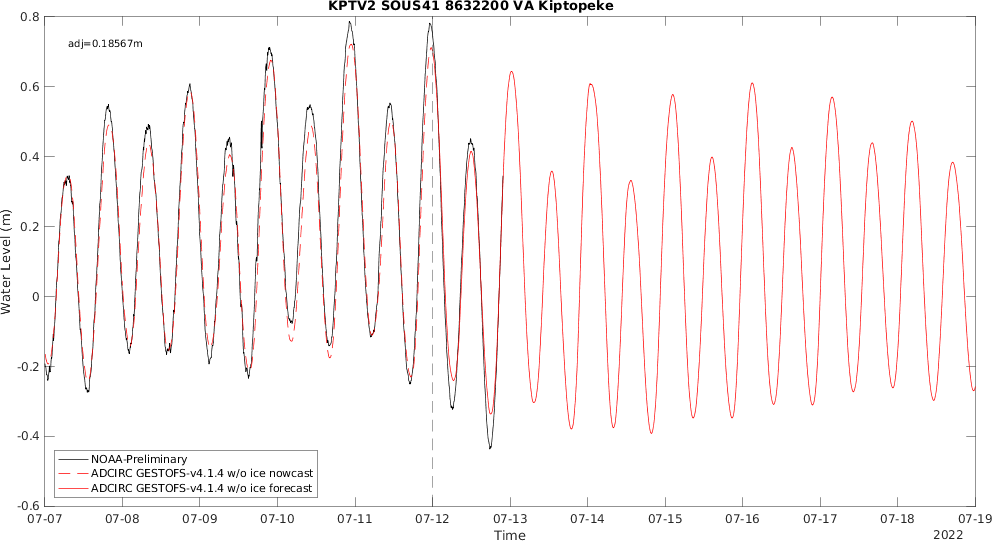 KPTV2 SOUS41 8632200 VA Kiptopeke
adj=0.18567m
0.8
0.6
0.4
0.2
0
-0.2
-0.4
-0.6
Water Level (m)
NOAA-Preliminary
ADCIRC GESTOFS-v4.1.4 w/o ice nowcast
ADCIRC GESTOFS-v4.1.4 w/o ice forecast
07-07 07-08 07-09 07-10 07-11 07-12 07-13 07-14 07-15 07-16 07-17 07-18 07-19
Time
2022